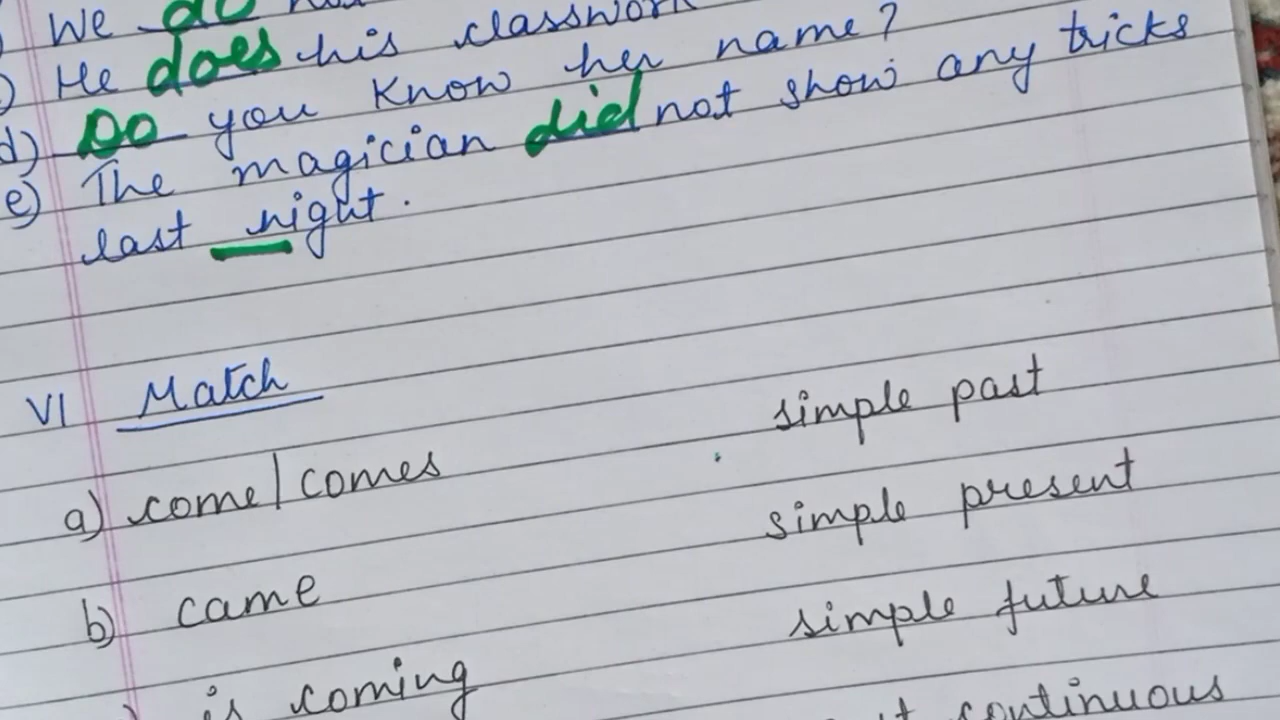 We do
He does his classwork
d) Do you know her name?
e) The magician did not show any tricks
last night.
VI Match
a) come/comes simple past
b) came simple present
is coming simple future
continuous